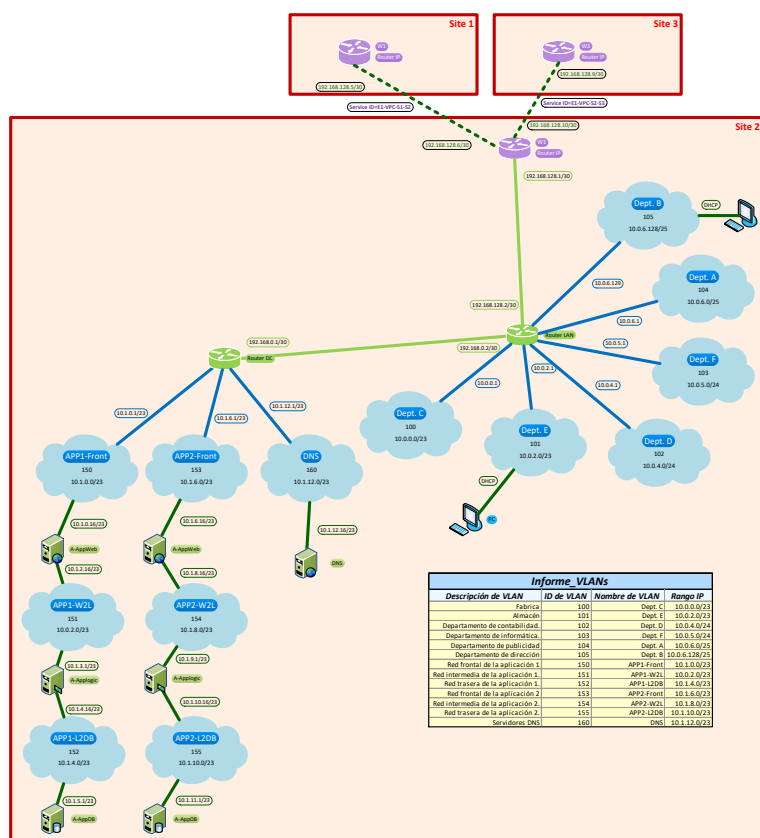 Site 1
W1
Router IP
192.168.128.5/30
Service ID=E1-VPC-S1-S2
Site 3
W3
Router IP
192.168.128.9/30
Service ID=E1-VPC-S2-S3
Site 2
192.168.128.10/30
192.168.128.6/30
W1
Router IP
192.168.128.1/30
Dept. B
105
10.0.6.128/25
DHCP
10.0.6.129
Dept. A
104
10.0.6.0/25
10.0.6.1
192.168.128.2/30
Router LAN
10.0.5.1
Dept. F
103
10.0.5.0/24
192.168.0.1/30
Router DC
192.168.0.2/30
10.0.0.1
10.0.2.1
10.0.4.1
Dept. C
100
10.0.0.0/23
Dept. E
101
10.0.2.0/23
Dept. D
102
10.0.4.0/24
DHCP
PC
10.1.0.1/23
10.1.6.1/23
10.1.12.1/23
APP1-Front
150
10.1.0.0/23
APP2-Front
153
10.1.6.0/23
DNS
160
10.1.12.0/23
10.1.0.16/23
10.1.6.16/23
10.1.12.16/23
A-AppWeb
A-AppWeb
DNS
10.1.2.16/23
10.1.8.16/23
APP1-W2L
151
10.0.2.0/23
APP2-W2L
154
10.1.8.0/23
10.1.3.1/23
10.1.9.1/23
A-Applogic
A-Applogic
10.1.4.16/23
10.1.10.16/23
APP1-L2DB
152
10.1.4.0/23
APP2-L2DB
155
10.1.10.0/23
10.1.5.1/23
10.1.11.1/23
A-AppDB
A-AppDB
Informe_VLANs
Descripción de VLAN ID de VLAN Nombre de VLAN Rango IP
Fabrica 100 Dept. C 10.0.0.0/23
Almacén 101 Dept. E 10.0.2.0/23
Departamento de contabilidad. 102 Dept. D 10.0.4.0/24
Departamento de informática. 103 Dept. F 10.0.5.0/24
Departamento de publicidad 104 Dept. A 10.0.6.0/25
Departamento de dirección 105 Dept. B 10.0.6.128/25
Red frontal de la aplicación 1 150 APP1-Front 10.1.0.0/23
Red intermedia de la aplicación 1. 151 APP1-W2L 10.0.2.0/23
Red trasera de la aplicación 1. 152 APP1-L2DB 10.1.4.0/23
Red frontal de la aplicación 2 153 APP2-Front 10.1.6.0/23
Red intermedia de la aplicación 2. 154 APP2-W2L 10.1.8.0/23
Red trasera de la aplicación 2. 155 APP2-L2DB 10.1.10.0/23
Servidores DNS 160 DNS 10.1.12.0/23